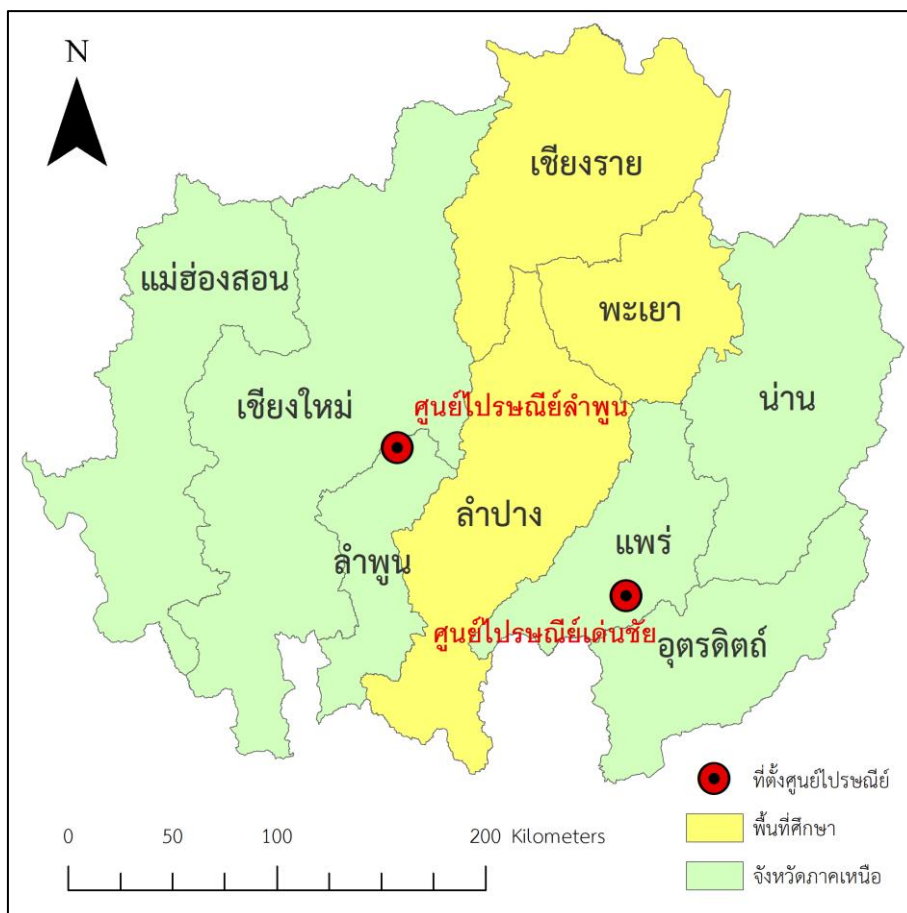 N
เชียงราย
แม่ฮ่องสอน
พะเยา
น่าน
เชียงใหม่
ศูนย์ไปรษณีย์ลำพูน
ลำปาง
แพร่
ลำพูน
ศูนย์ไปรษณีย์เด่นชัย
อุตรดิตถ์
ที่ตั้งศูนย์ไปรษณีย์
พื้นที่ศึกษา
จังหวัดภาคเหนือ
0 50 100 200 Kilometers